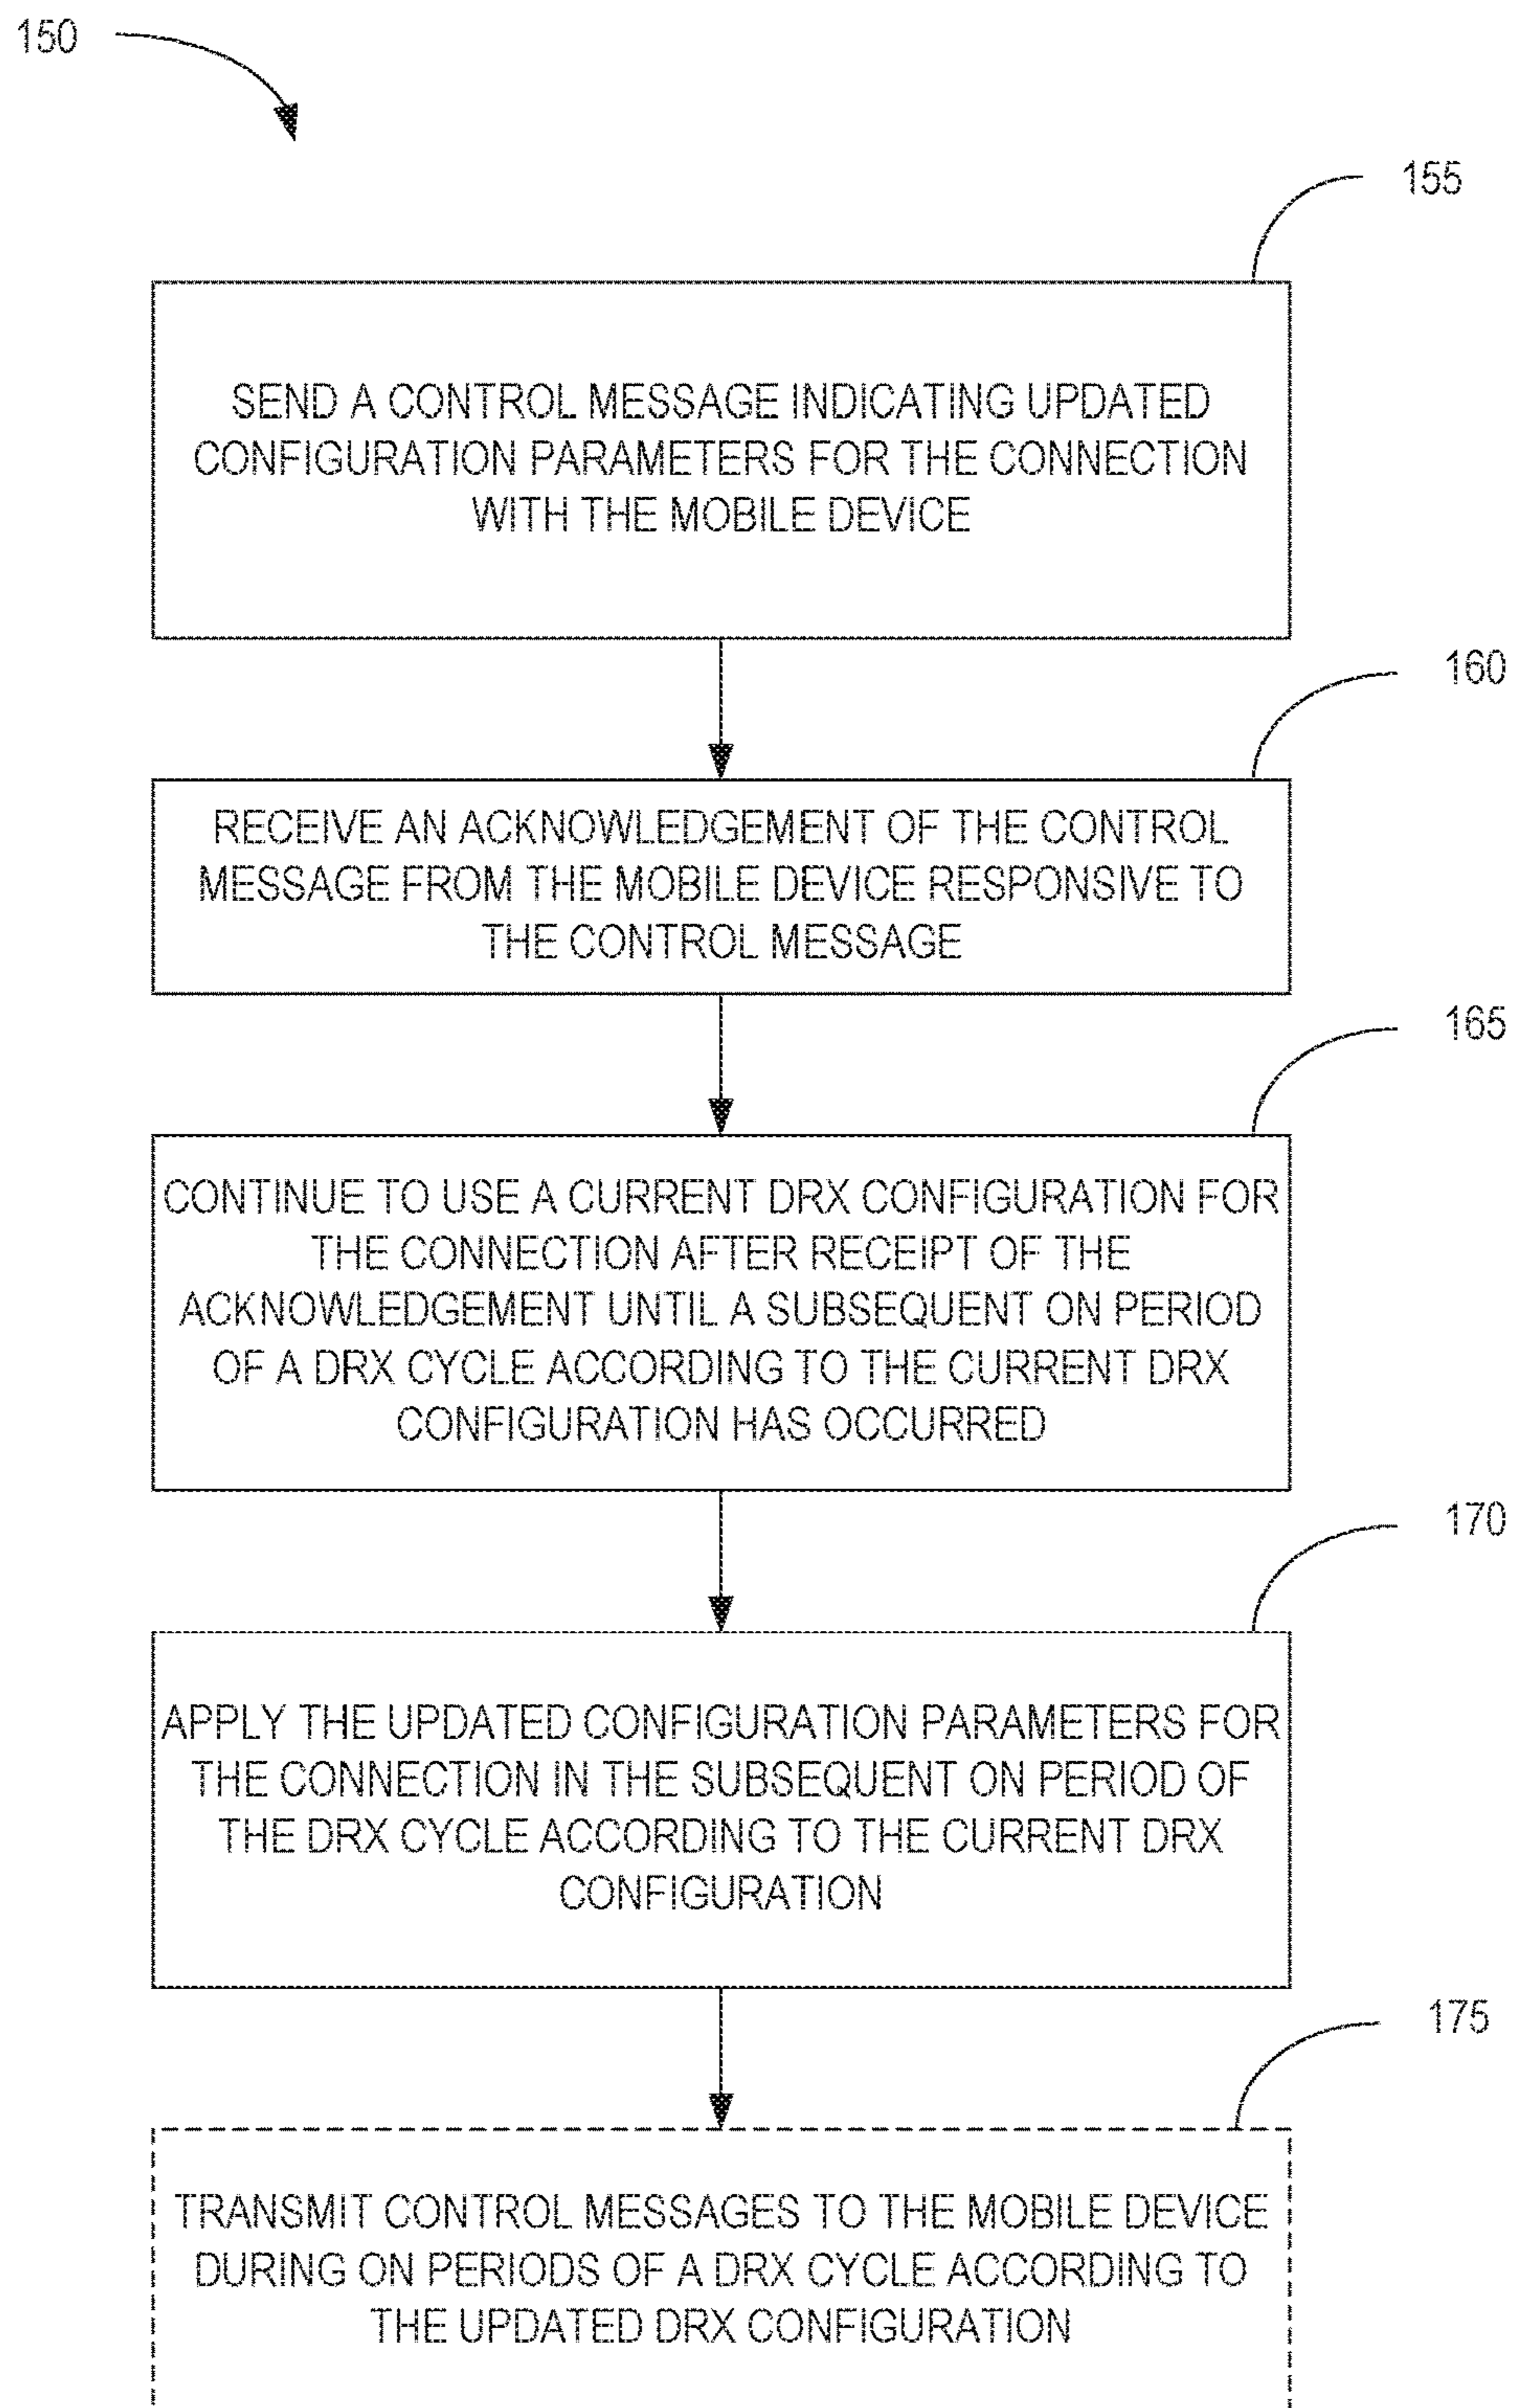 150
155
SEND A CONTROL MESSAGE INDICATING UPDATED
CONFIGURATION PARAMETERS FOR THE CONNECTION
WITH THE MOBILE DEVICE
160
RECEIVE AN ACKNOWLEDGEMENT OF THE CONTROL
MESSAGE FROM THE MOBILE DEVICE RESPONSIVE TO
THE CONTROL MESSAGE
165
CONTINUE TO USE A CURRENT DRX CONFIGURATION FOR
THE CONNECTION AFTER RECEIPT OF THE
ACKNOWLEDGEMENT UNTIL A SUBSEQUENT ON PERIOD
OF A DRX CYCLE ACCORDING TO THE CURRENT DRX
CONFIGURATION HAS OCCURRED
170
APPLY THE UPDATED CONFIGURATION PARAMETERS FOR
THE CONNECTION IN THE SUBSEQUENT ON PERIOD OF
THE DRX CYCLE ACCORDING TO THE CURRENT DRX
CONFIGURATION
175
TRANSMIT CONTROL MESSAGES TO THE MOBILE DEVICE
DURING ON PERIODS OF A DRX CYCLE ACCORDING TO
THE UPDATED DRX CONFIGURATION